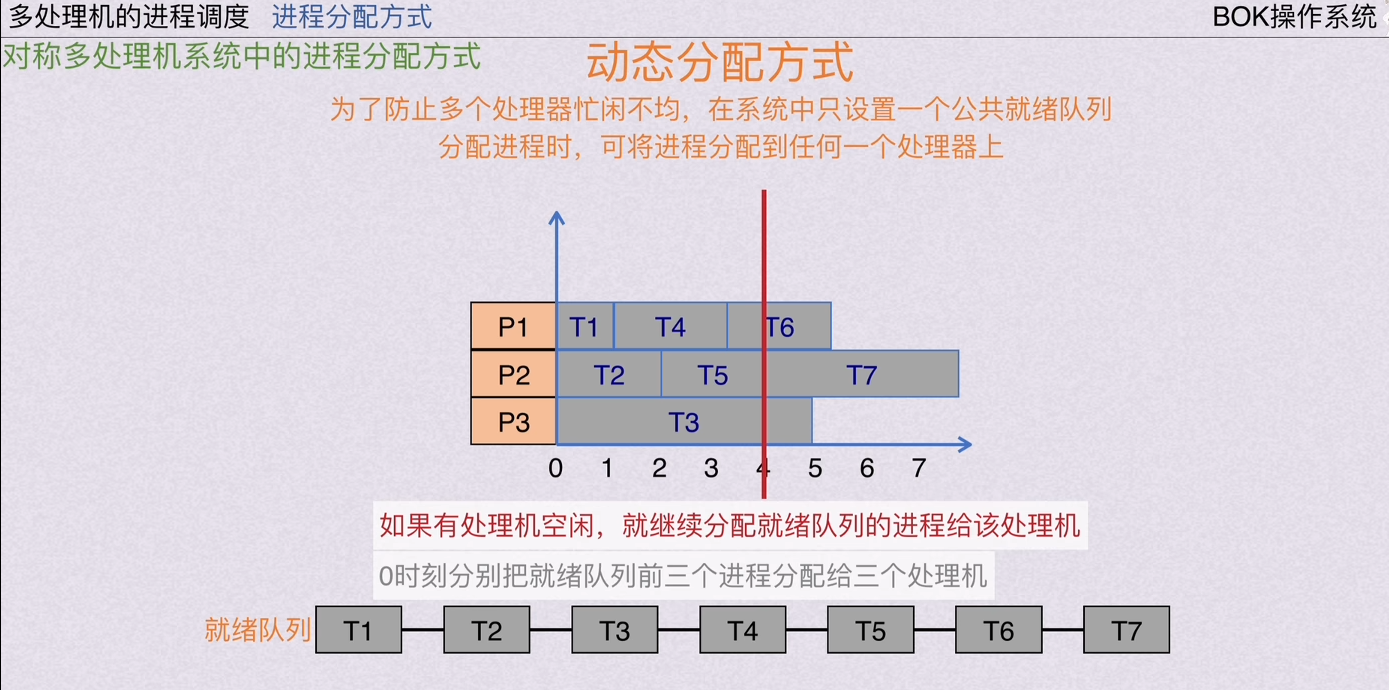 多处理机的进程调度 进程分配方式 BOK操作系统
对称多处理机系统中的进程分配方式
动态分配方式
为了防止多个处理器忙闲不均，在系统中只设置一个公共就绪队列
分配进程时，可将进程分配到任何一个处理器上
P1 T1 T4 T6
P2 T2 T5 T7
P3 T3
0 1 2 3 4 5 6 7
如果有处理机空闲，就继续分配就绪队列的进程给该处理机
0时刻分别把就绪队列前三个进程分配给三个处理机
就绪队列 T1 T2 T3 T4 T5 T6 T7